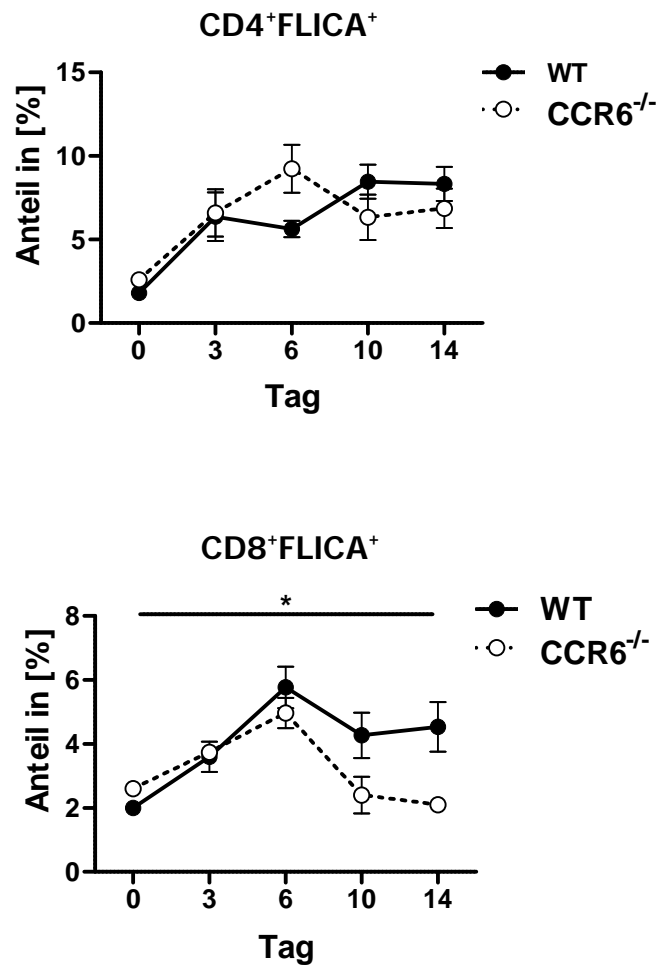 CD4⁺FLICA⁺
15
10
5
0
Anteil in [%]
0 3 6 10 14
Tag
WT
CCR6⁻/⁻
CD8⁺FLICA⁺
*
8
6
4
2
0
Anteil in [%]
0 3 6 10 14
Tag
WT
CCR6⁻/⁻